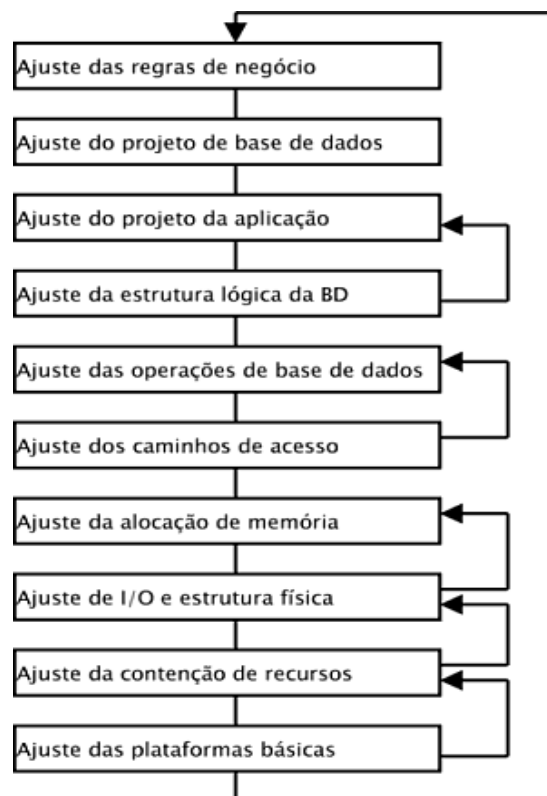 Ajuste das regras de negócio
Ajuste do projeto de base de dados
Ajuste do projeto da aplicação
Ajuste da estrutura lógica da BD
Ajuste das operações de base de dados
Ajuste dos caminhos de acesso
Ajuste da alocação de memória
Ajuste de I/O e estrutura física
Ajuste da contenção de recursos
Ajuste das plataformas básicas